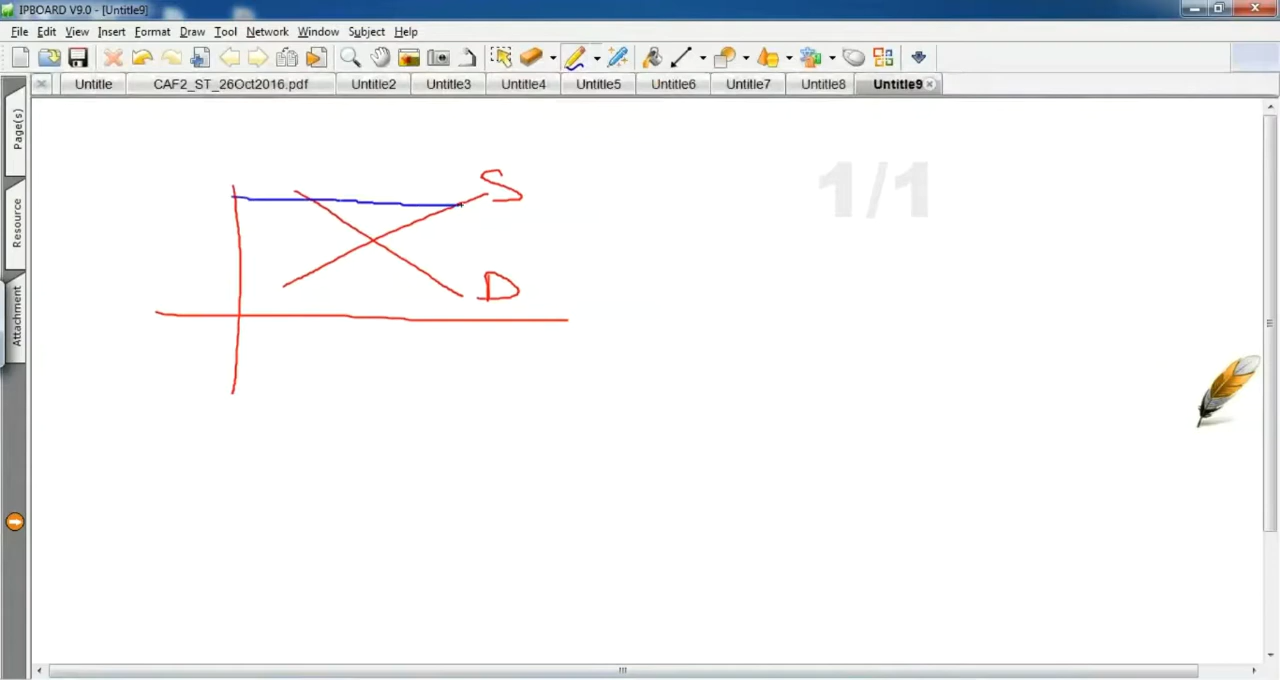 IPBOARD V9.0 - [Untitle9]
File Edit View Insert Format Draw Tool Network Window Subject Help
Untitle CAF2_ST_26Oct2016.pdf Untitle2 Untitle3 Untitle4 Untitle5 Untitle6 Untitle7 Untitle8 Untitle9
Page(s)
Resource
Attachment
1/1
S
D